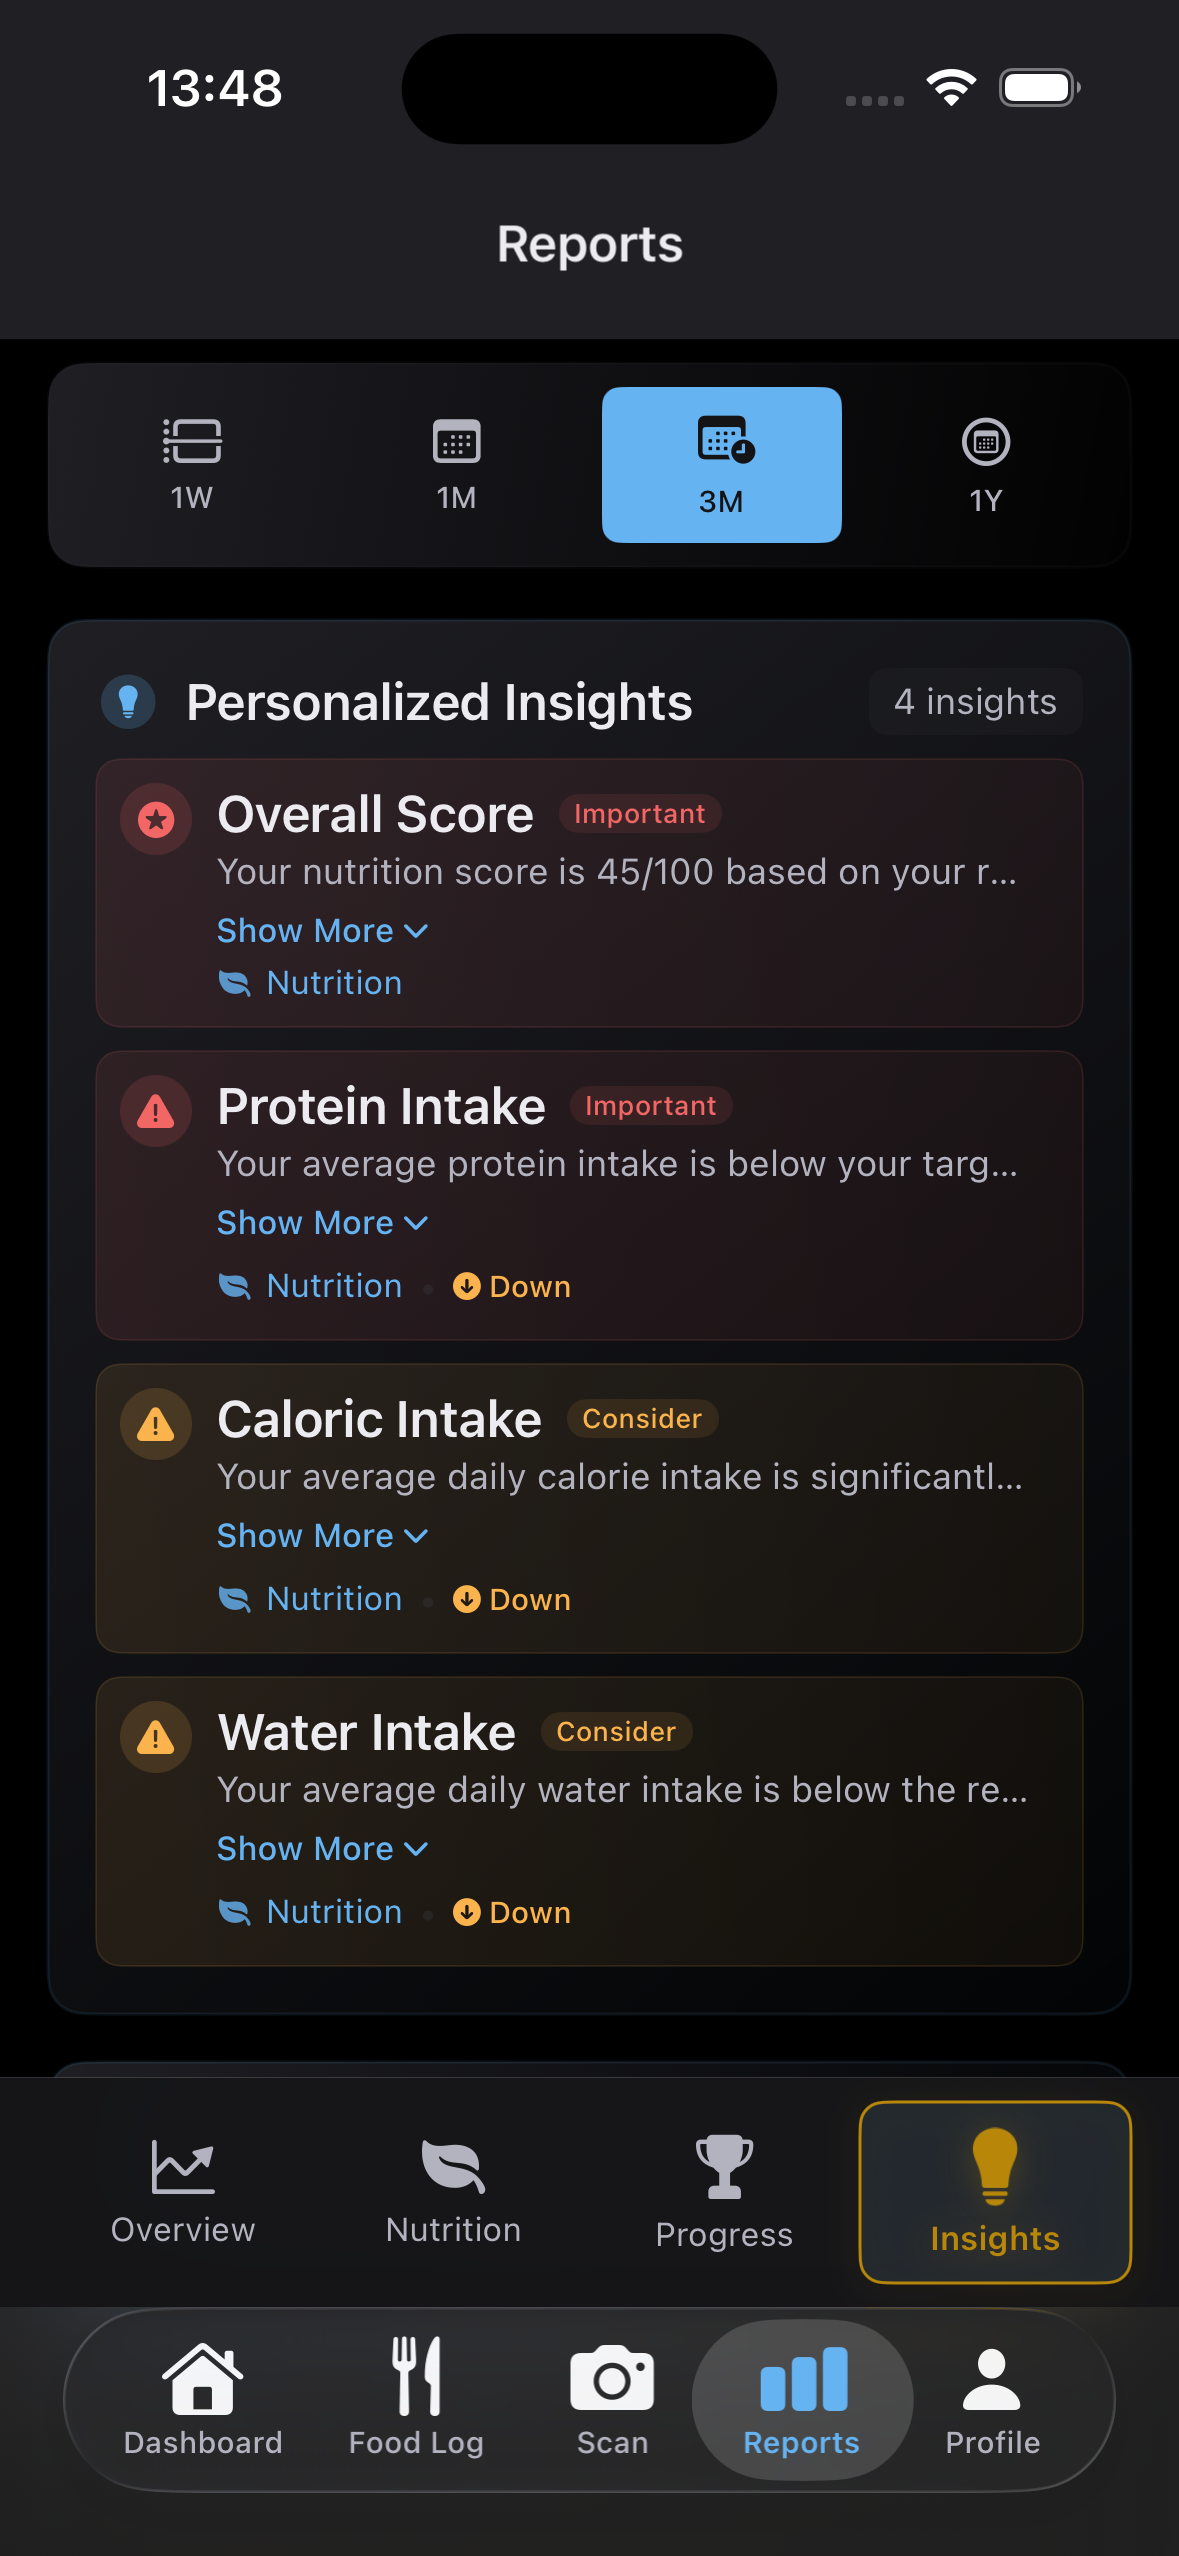 13:48
Reports
1W
1M
3M
1Y
Personalized Insights
4 insights
Overall Score
Important
Your nutrition score is 45/100 based on your r...
Show More
Nutrition
Protein Intake
Important
Your average protein intake is below your targ...
Show More
Nutrition
Down
Caloric Intake
Consider
Your average daily calorie intake is significantl...
Show More
Nutrition
Down
Water Intake
Consider
Your average daily water intake is below the re...
Show More
Nutrition
Down
Overview
Nutrition
Progress
Insights
Dashboard
Food Log
Scan
Reports
Profile